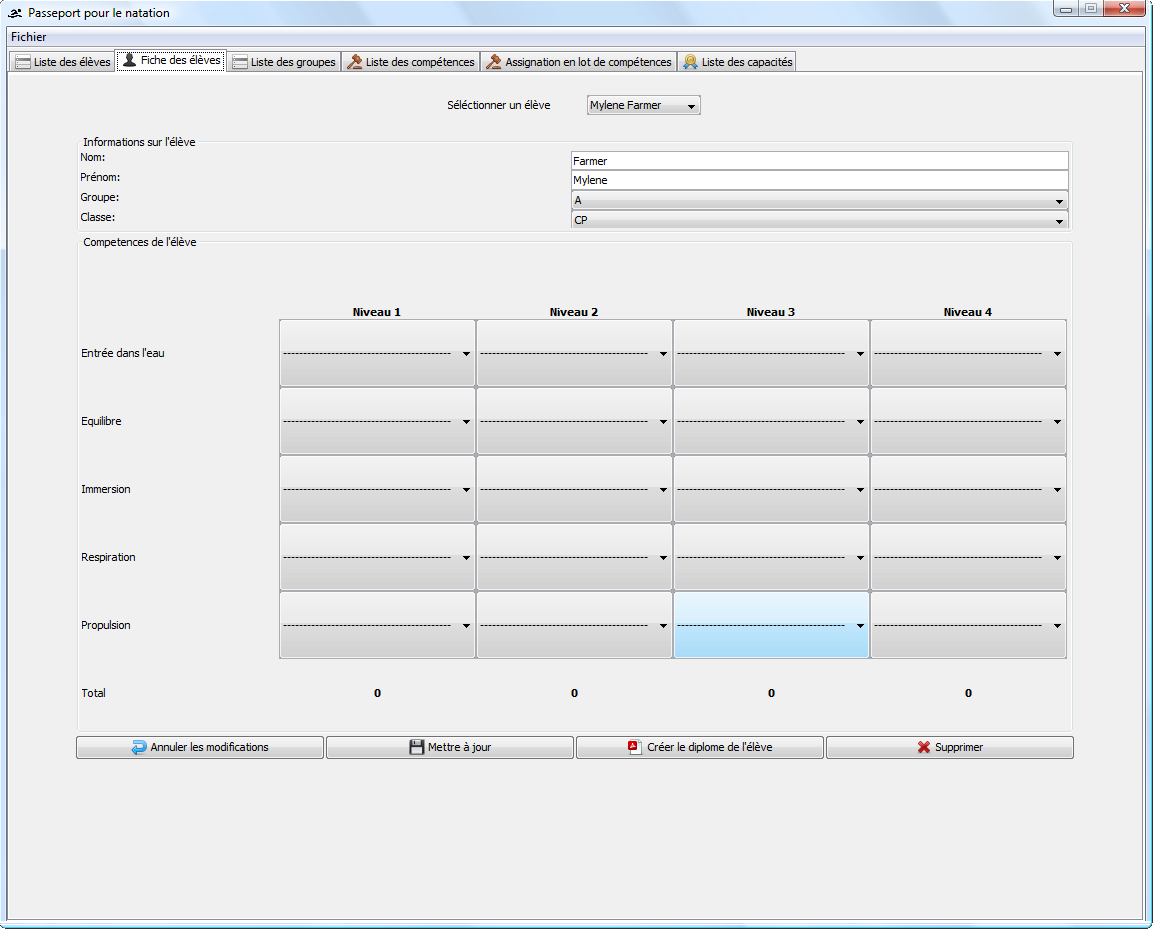 Passeport pour le natation
Fichier
Liste des élèves Fiche des élèves Liste des groupes Liste des compétences Assignation en lot de compétences Liste des capacités
Séléctionner un élève Mylene Farmer
Informations sur l'élève
Nom: Farmer
Prénom: Mylene
Groupe: A
Classe: CP
Competences de l'élève
Niveau 1 Niveau 2 Niveau 3 Niveau 4
Entrée dans l'eau
Equilibre
Immersion
Respiration
Propulsion
Total 0 0 0 0
Annuler les modifications Mettre à jour Créer le diplome de l'élève Supprimer